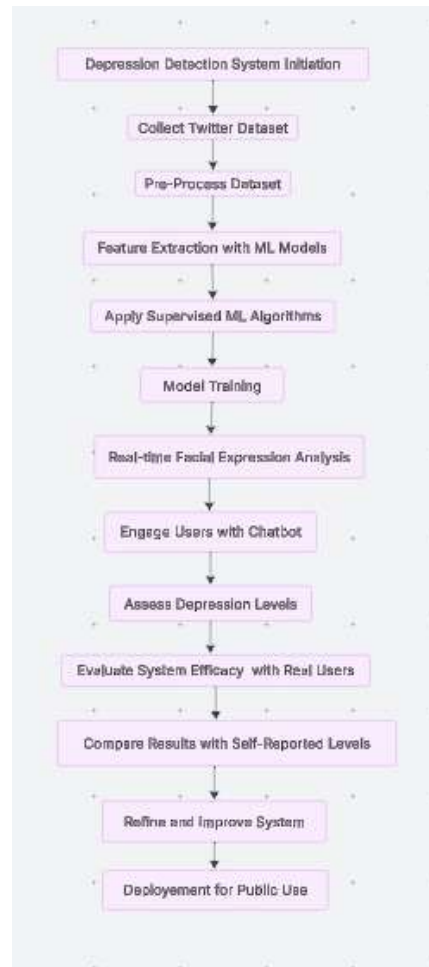 Depression Detection System Initiation
Collect Twitter Dataset
Pre-Process Dataset
Feature Extraction with ML Models
Apply Supervised ML Algorithms
Model Training
Real-time Facial Expression Analysis
Engage Users with Chatbot
Assess Depression Levels
Evaluate System Efficacy with Real Users
Compare Results with Self-Reported Levels
Refine and Improve System
Deployement for Public Use